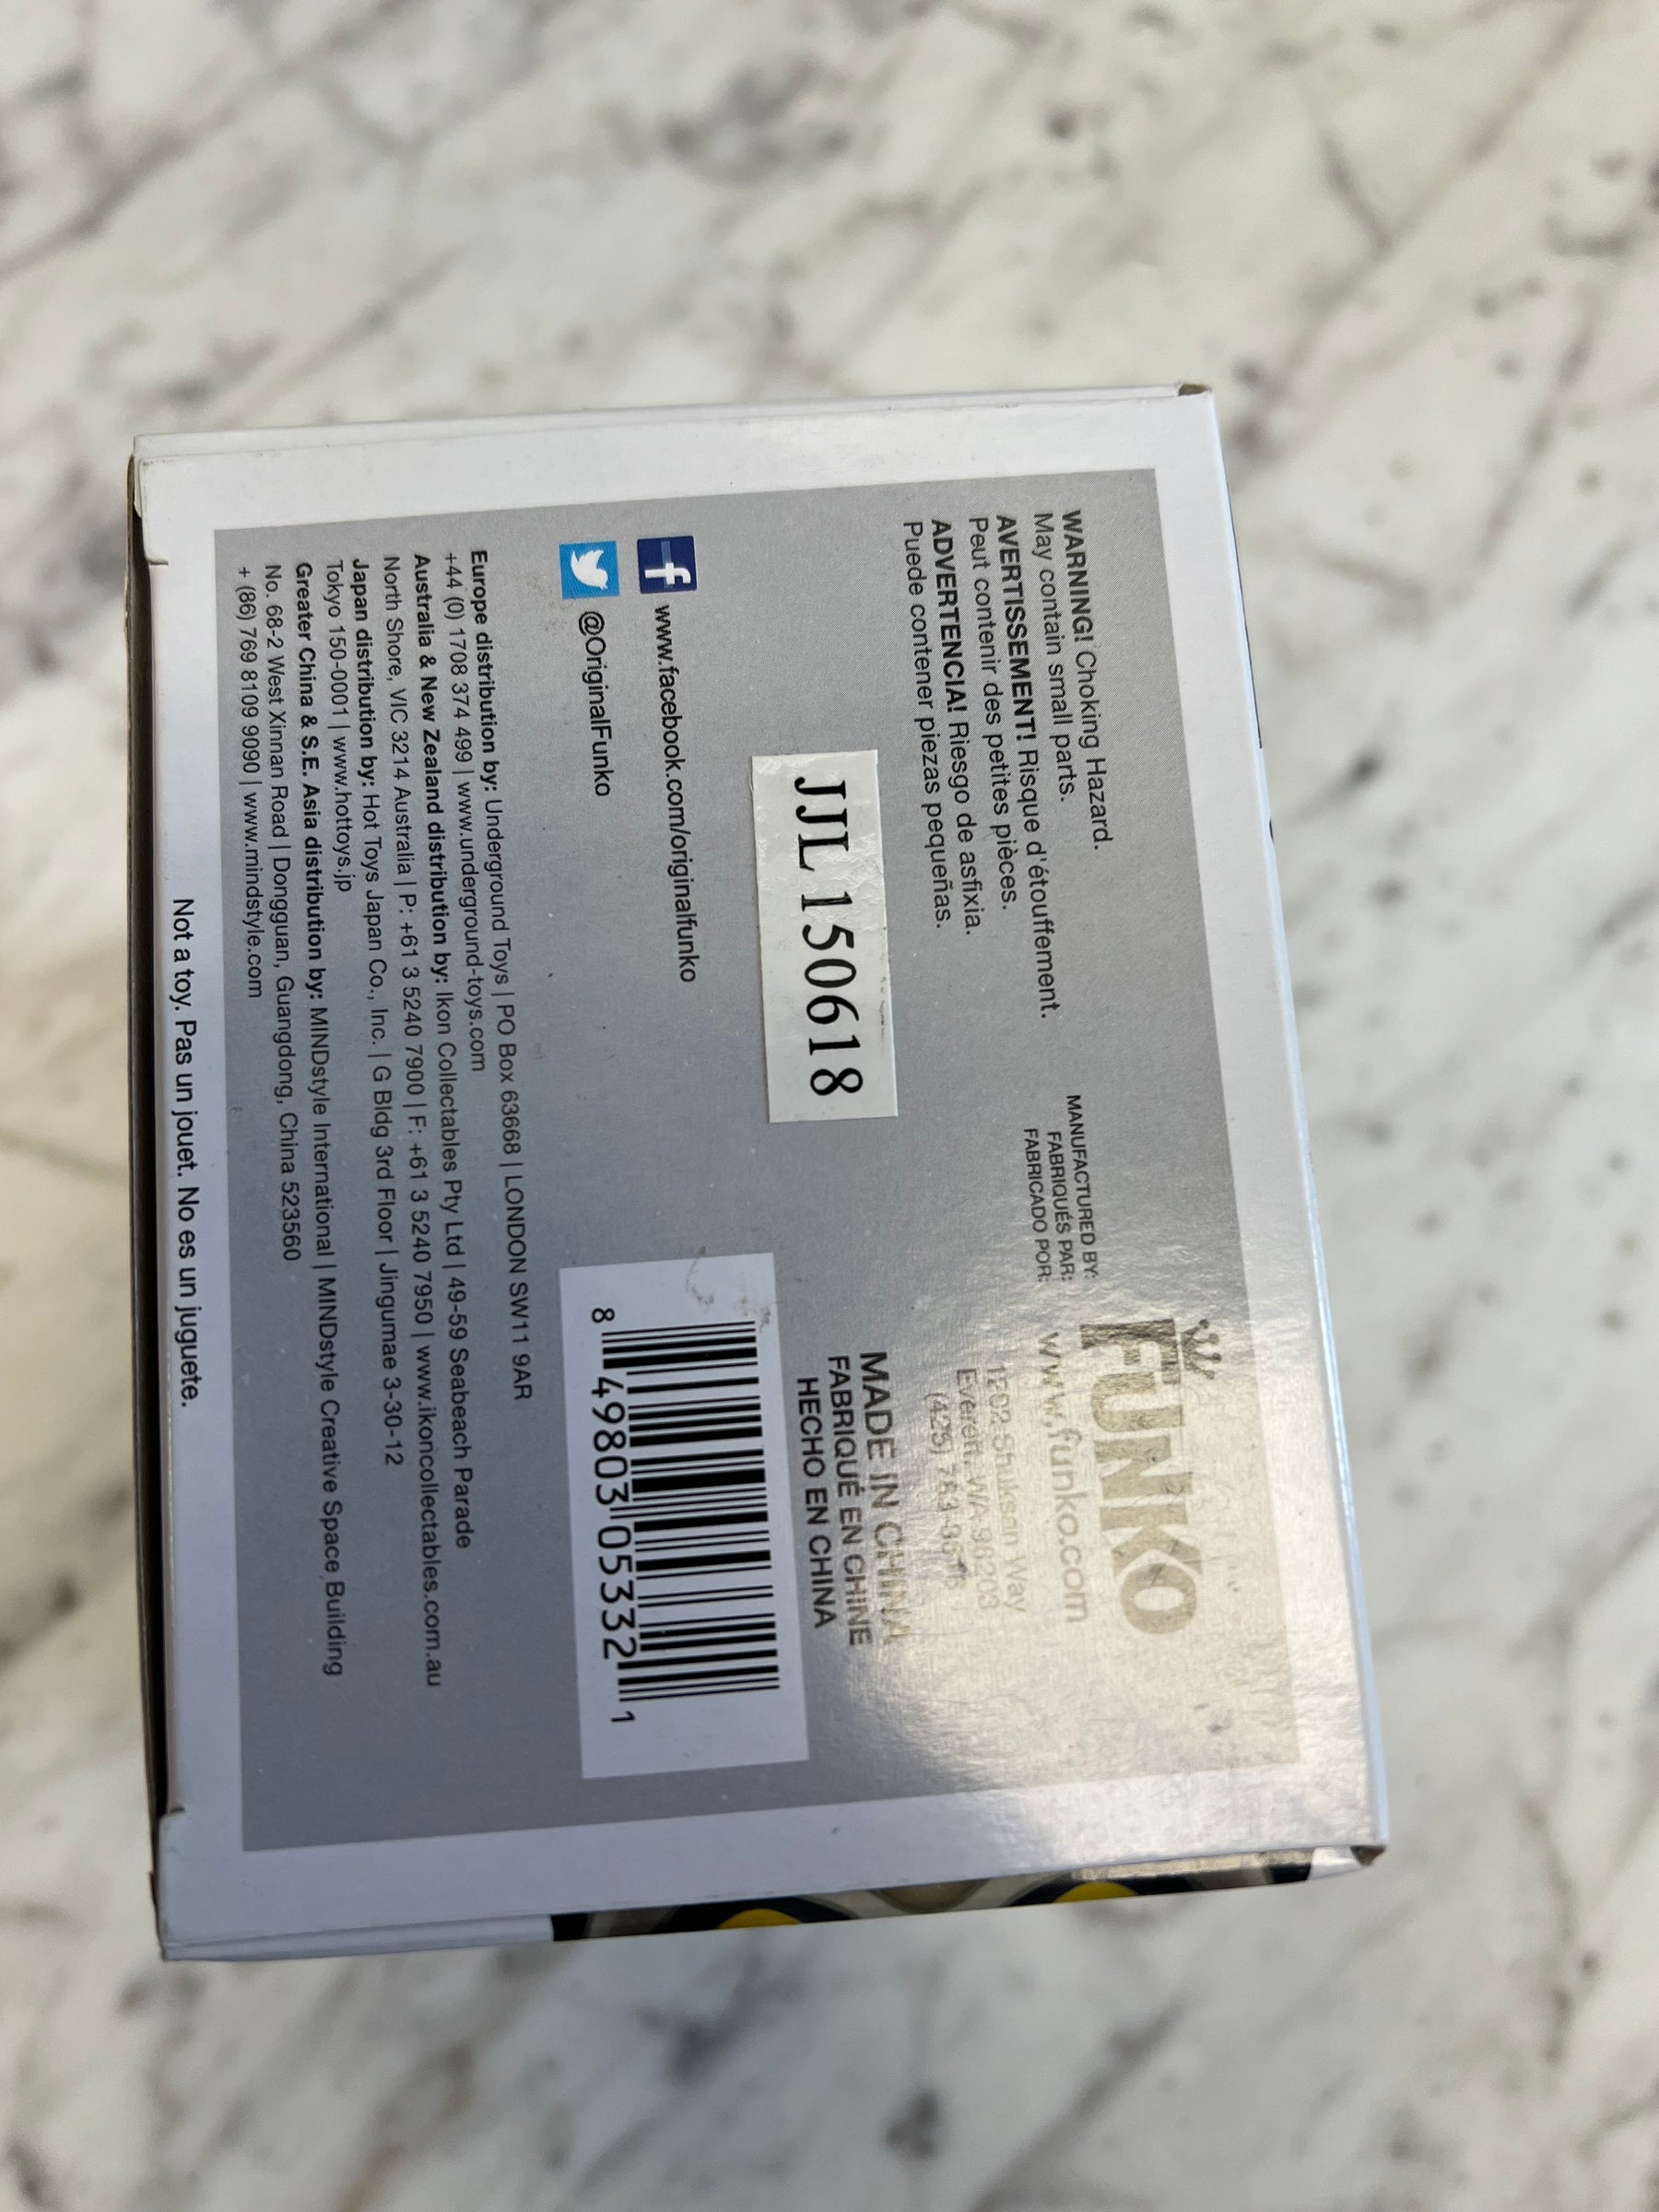 WARNING! Choking Hazard.
May contain small parts.
AVERTISSEMENT! Risque d'étouffement.
Peut contenir des petites pièces.
ADVERTENCIA! Riesgo de asfixia.
Puede contener piezas pequeñas.
MANUFACTURED BY:
FABRIQUÉS PAR:
FABRICADO POR:
FUNKO
www.funko.com
1202 Shuksan Way
Everett, WA 98203
(425)
MADE IN CHINA
FABRIQUÉ EN CHINE
HECHO EN CHINA
JJL 150618
www.facebook.com/originalfunko
@OriginalFunko
8 49803 05332 1
Europe distribution by: Underground Toys | PO Box 63668 | LONDON SW11 9AR
+44 (0) 1708 374 499 | www.underground-toys.com
Australia & New Zealand distribution by: Ikon Collectables Pty Ltd | 49-59 Seabeach Parade
North Shore, VIC 3214 Australia | P: +61 3 5240 7900 | F: +61 3 5240 7950 | www.ikoncollectables.com.au
Japan distribution by: Hot Toys Japan Co., Inc. | G Bldg 3rd Floor | Jingumae 3-30-12
Tokyo 150-0001 | www.hottoys.jp
Greater China & S.E. Asia distribution by: MINDstyle International | MINDstyle Creative Space Building
No. 68-2 West Xinnan Road | Dongguan, Guangdong, China 523560
+ (86) 769 8109 9090 | www.mindstyle.com
Not a toy. Pas un jouet. No es un juguete.